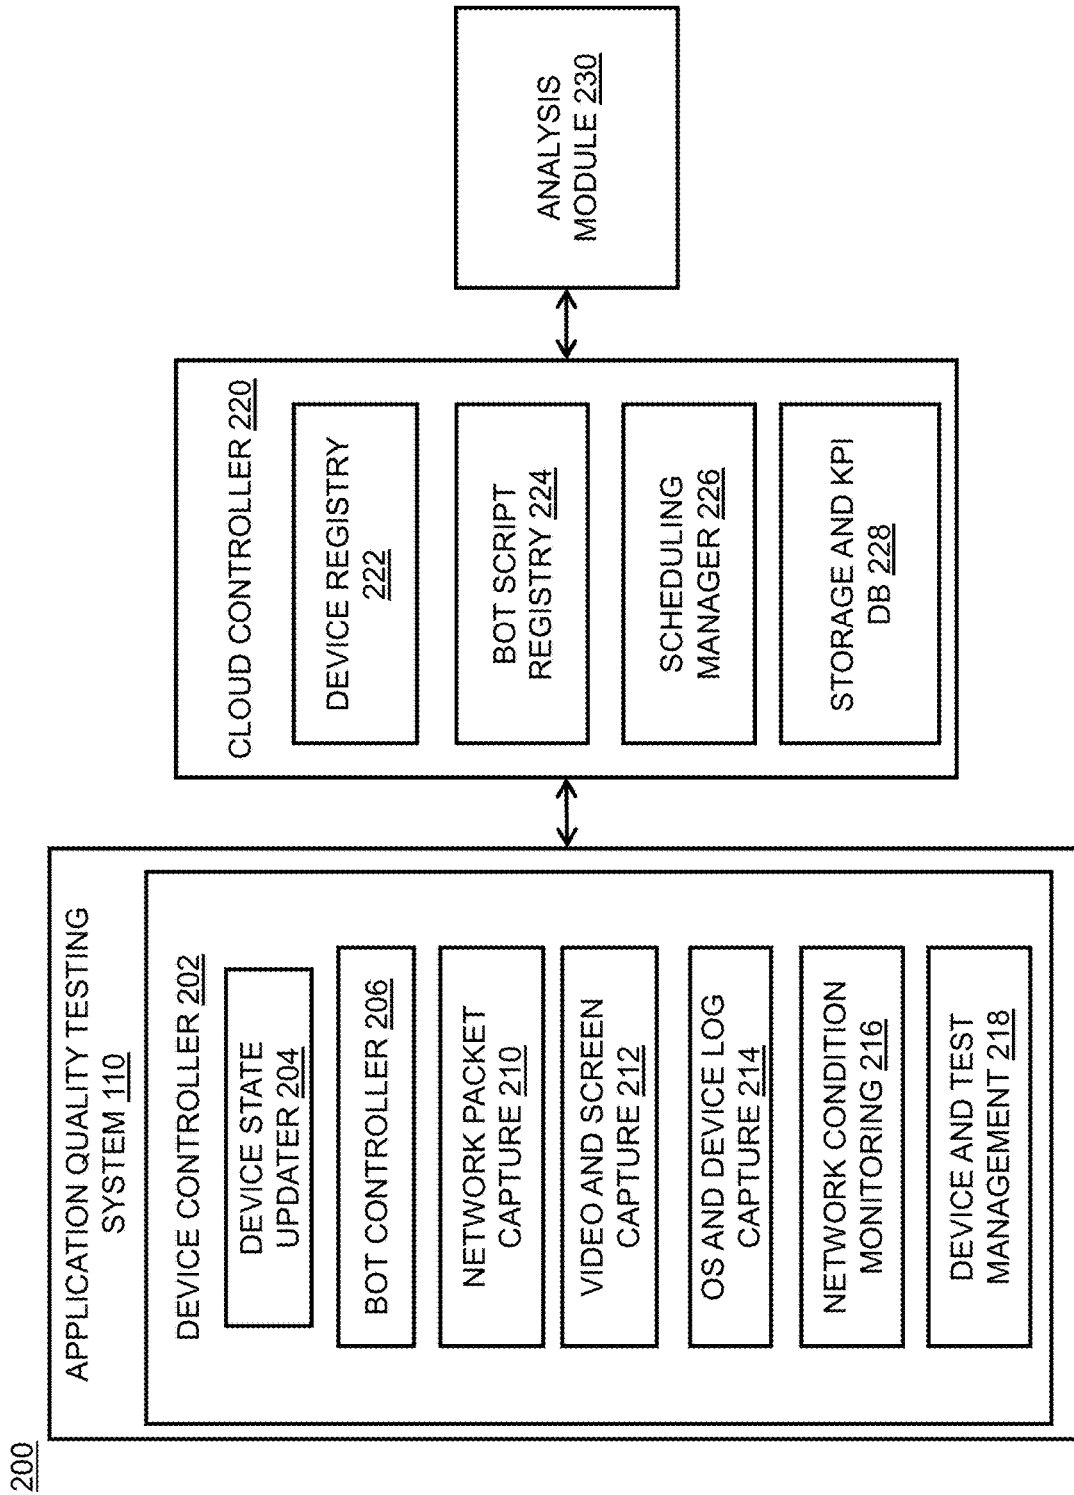 200
APPLICATION QUALITY TESTING
SYSTEM 110
DEVICE CONTROLLER 202
DEVICE STATE
UPDATER 204
BOT CONTROLLER 206
NETWORK PACKET
CAPTURE 210
VIDEO AND SCREEN
CAPTURE 212
OS AND DEVICE LOG
CAPTURE 214
NETWORK CONDITION
MONITORING 216
DEVICE AND TEST
MANAGEMENT 218
CLOUD CONTROLLER 220
DEVICE REGISTRY
222
BOT SCRIPT
REGISTRY 224
SCHEDULING
MANAGER 226
STORAGE AND KPI
DB 228
ANALYSIS
MODULE 230